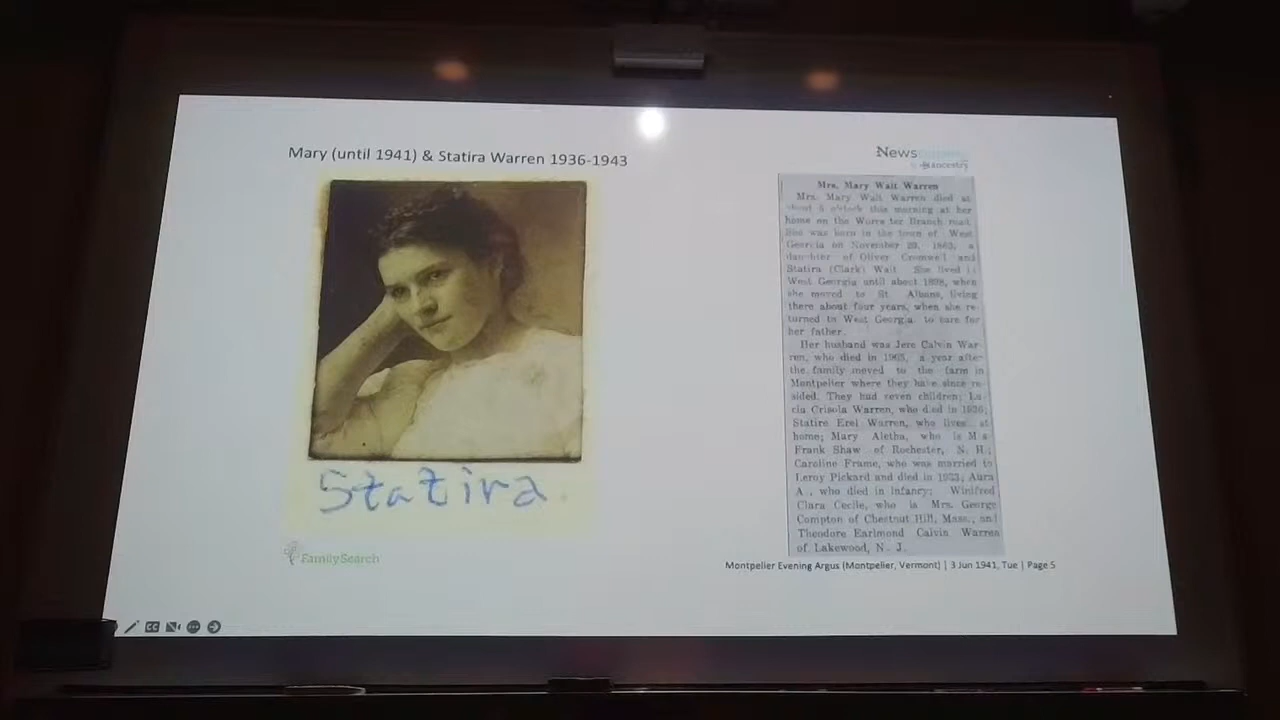 Mary (until 1941) & Statira Warren 1936-1943
Statira
FamilySearch
News
by ancestry
Mrs. Mary Wait Warren
Mrs. Mary Wait Warren died at
about 5 o'clock this morning at her
home on the Worcester Branch road.
She was born in the town of West
Georgia on November 1863, a
daughter of Oliver Cromwell and
Statira (Clark) Wait. She lived in
West Georgia until about 1898, when
she moved to St. Albans, living
there about four years, when she re-
turned to West Georgia to care for
her father.
Her husband was Jere Calvin War-
ren, who died in a year after
the family moved to the farm in
Montpelier where they have since re-
sided. They had seven children; Lu-
cia Crisola Warren, who died in
Statire Erel Warren, who lives at
home; Mary Aletha, who is Mrs
Frank Shaw of Rochester, N. H.;
Caroline Frame, who was married to
Leroy Pickard and died in Aura
A., who died in infancy; Winifred
Clara Cecile, who is Mrs. George
Compton of Chestnut Hill, Mass., and
Theodore Earlmond Calvin Warren
of Lakewood, N. J.
Montpelier Evening Argus (Montpelier, Vermont) | 3 Jun 1941, Tue | Page 5